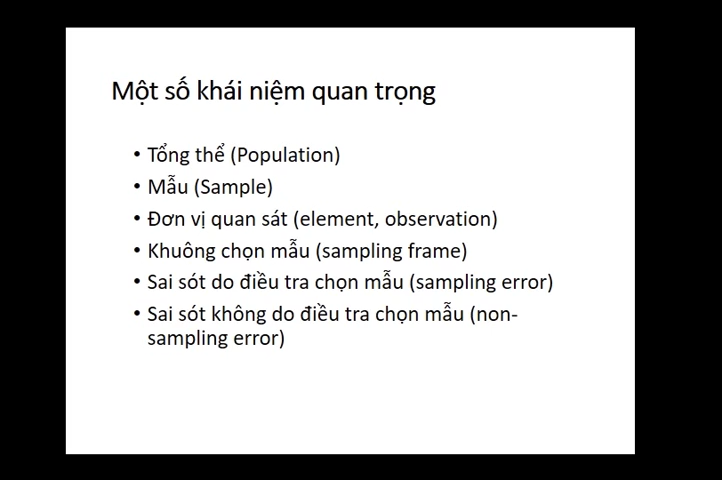 Một số khái niệm quan trọng
• Tổng thể (Population)
• Mẫu (Sample)
• Đơn vị quan sát (element, observation)
• Khuông chọn mẫu (sampling frame)
• Sai sót do điều tra chọn mẫu (sampling error)
• Sai sót không do điều tra chọn mẫu (non-
sampling error)